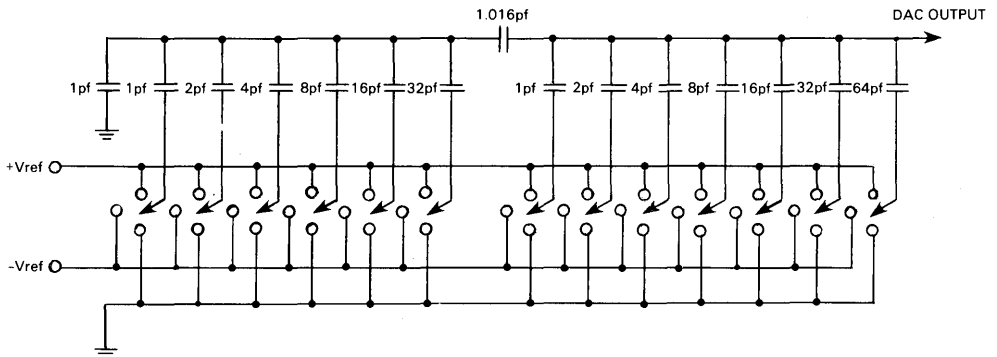 1.016pf
DAC OUTPUT
1pf 1pf 2pf 4pf 8pf 16pf 32pf 1pf 2pf 4pf 8pf 16pf 32pf 64pf
+Vref
-Vref